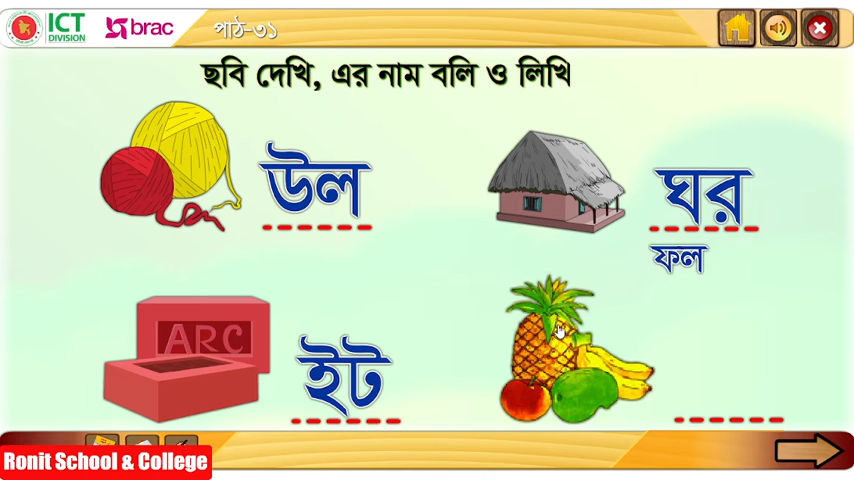 ICT
DIVISION
brac
পাঠ-৩১
ছবি দেখি, এর নাম বলি ও লিখি
উল
ঘর
ফল
ARC
ইট
Ronit School & College